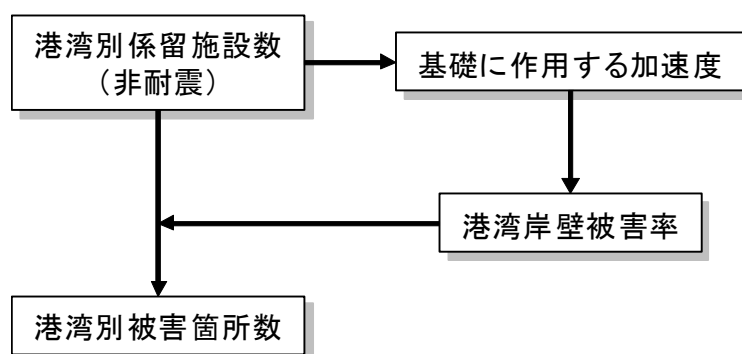 港湾別係留施設数
（非耐震）
基礎に作用する加速度
港湾岸壁被害率
港湾別被害箇所数